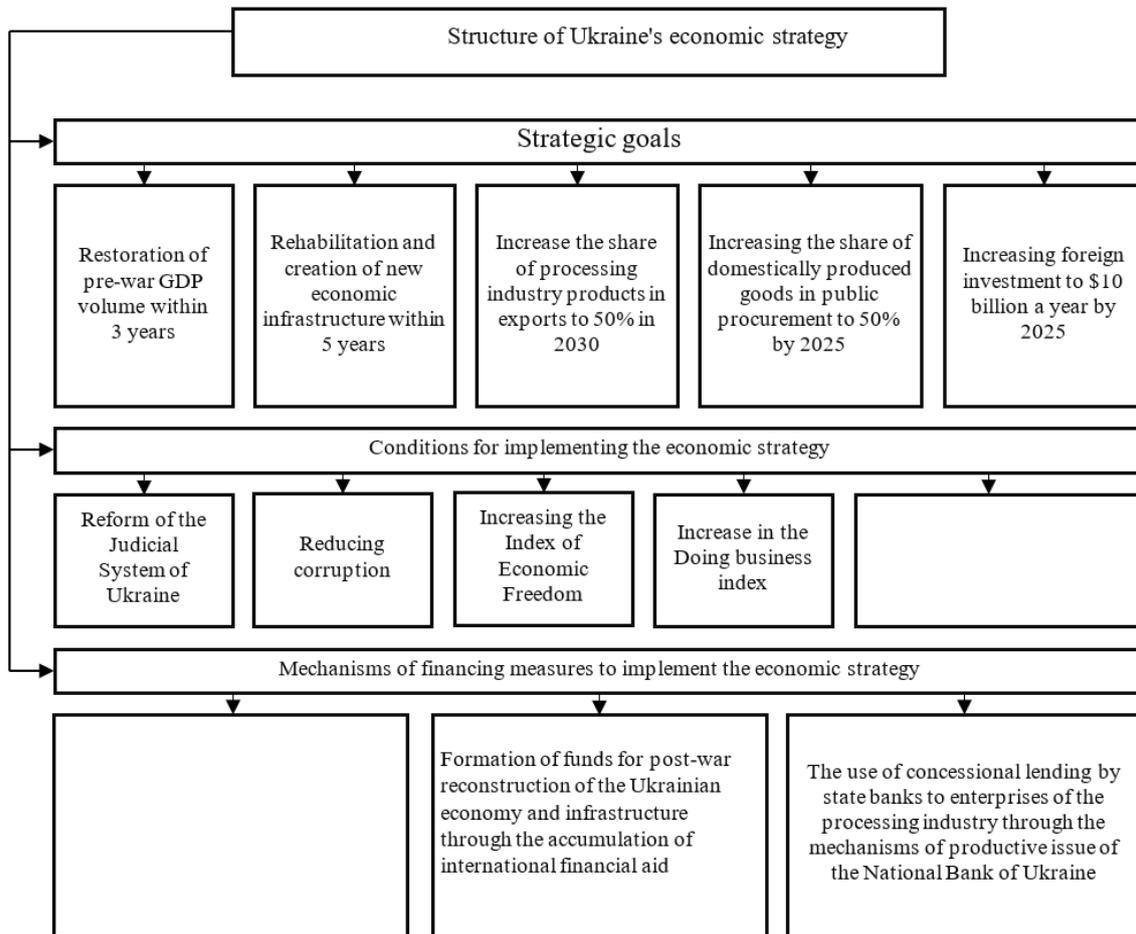 Structure of Ukraine's economic strategy
Strategic goals
Restoration of
pre-war GDP
volume within
3 years
Rehabilitation and
creation of new
economic
infrastructure within
5 years
Increase the share
of processing
industry products in
exports to 50% in
2030
Increasing the share of
domestically produced
goods in public
procurement to 50%
by 2025
Increasing foreign
investment to $10
billion a year by
2025
Conditions for implementing the economic strategy
Reform of the
Judicial
System of
Ukraine
Reducing
corruption
Increasing the
Index of
Economic
Freedom
Increase in the
Doing business
index
Mechanisms of financing measures to implement the economic strategy
Formation of funds for post-war
reconstruction of the Ukrainian
economy and infrastructure
through the accumulation of
international financial aid
The use of concessional lending by
state banks to enterprises of the
processing industry through the
mechanisms of productive issue of
the National Bank of Ukraine